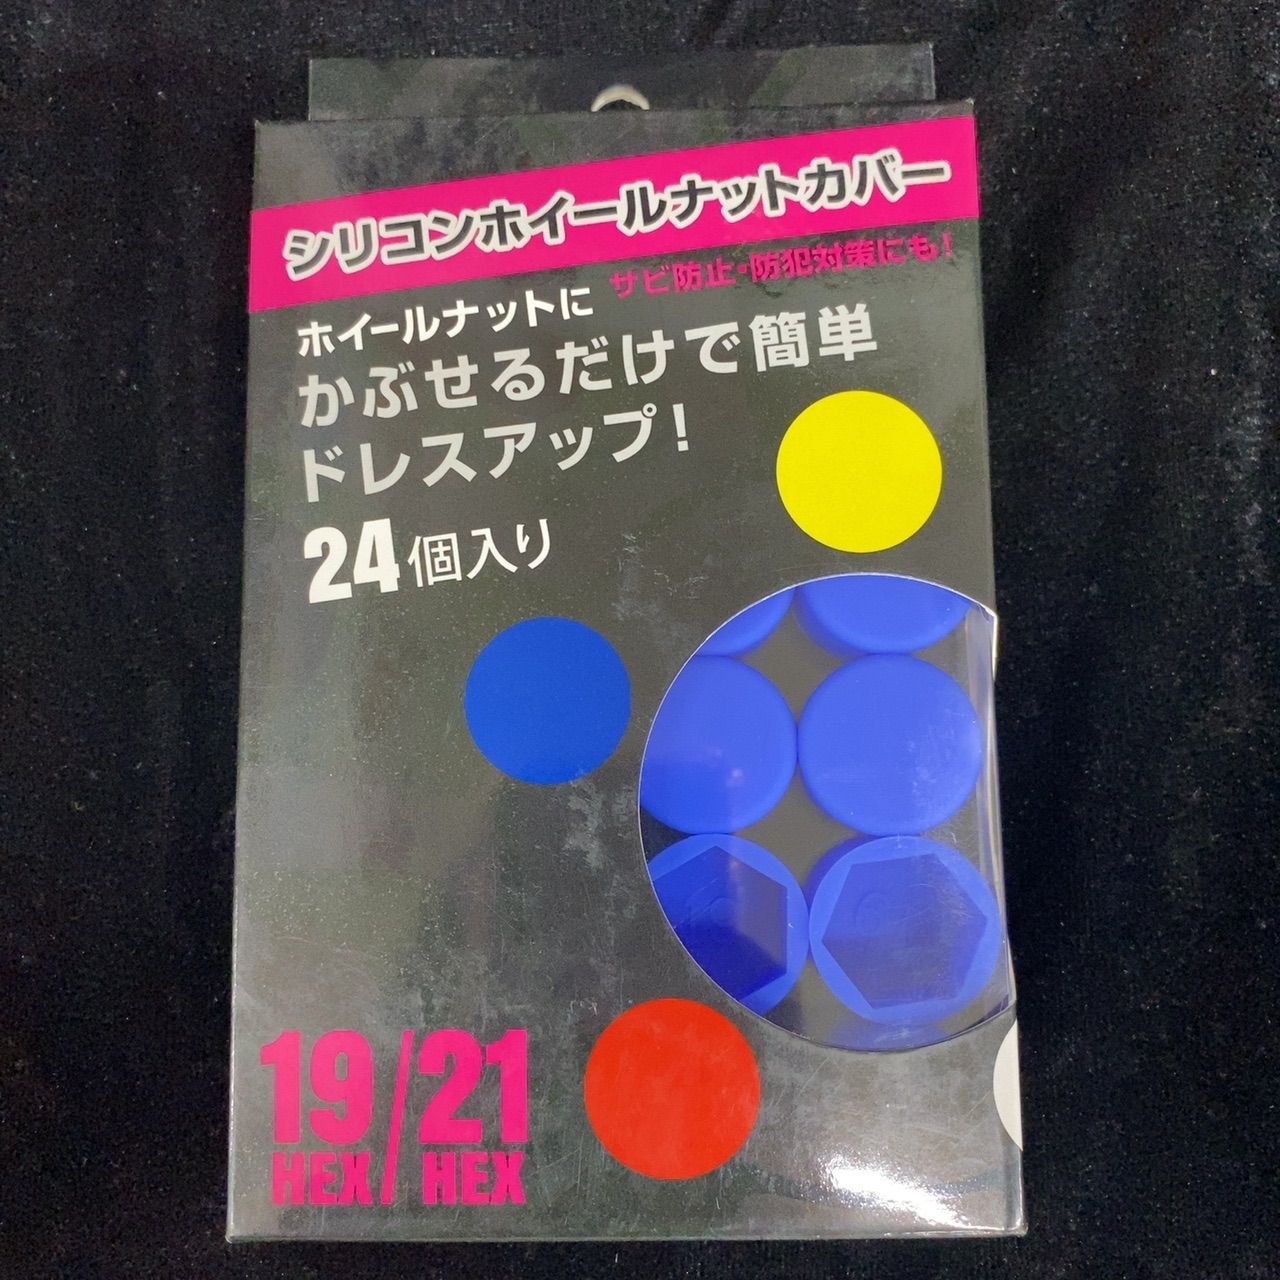 シリコンホイールナットカバー
サビ防止・防犯対策にも！
ホイールナットに
かぶせるだけで簡単
ドレスアップ！
24個入り
19/21
HEX/HEX